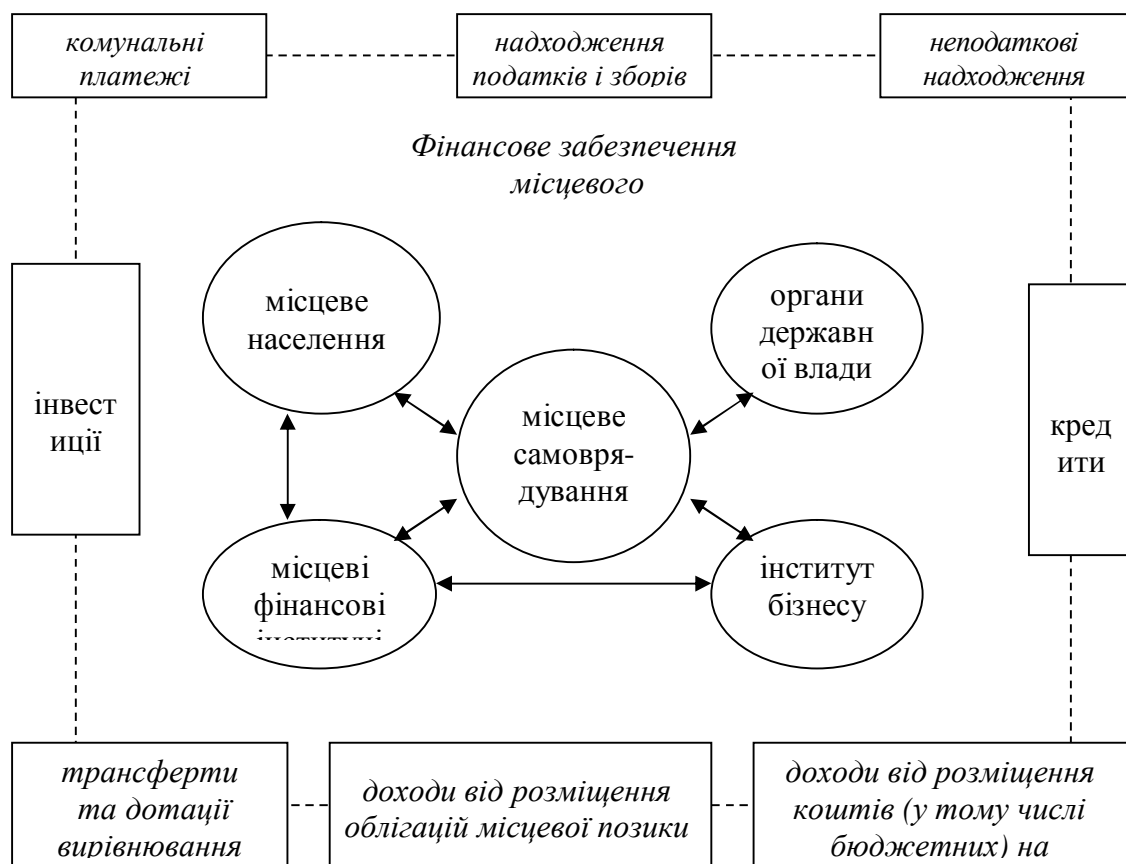 комунальні
платежі
надходження
податків і зборів
неподаткові
надходження
Фінансове забезпечення
місцевого
місцеве
населення
органи
державн
ої влади
інвест
иції
місцеве
самовря-
дування
кред
ити
місцеві
фінансові
інститут
бізнесу
трансферти
та дотації
вирівнювання
доходи від розміщення
облігацій місцевої позики
доходи від розміщення
коштів (у тому числі
бюджетних) на